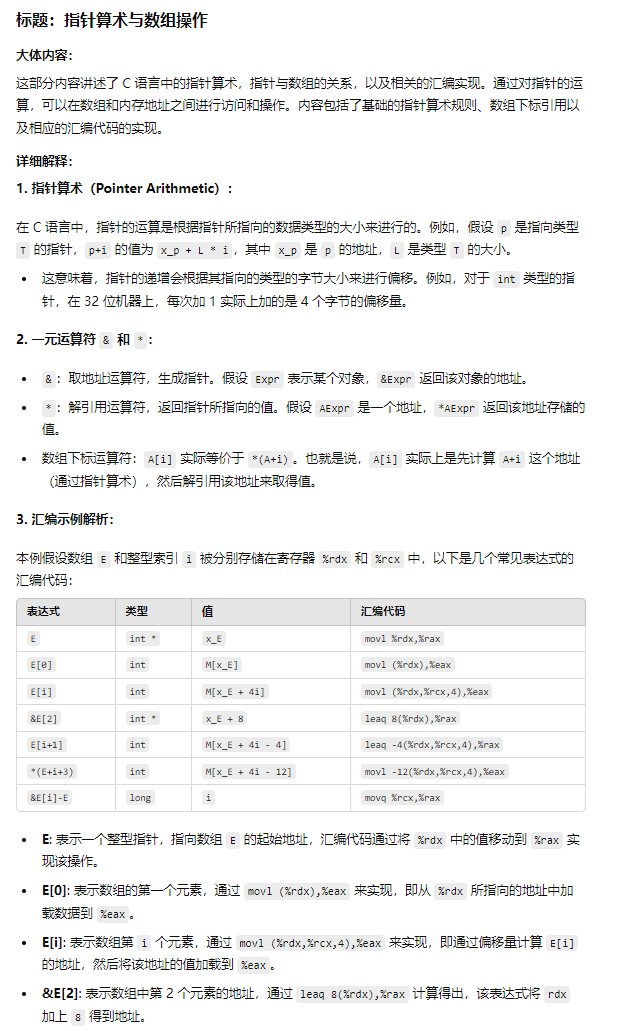 标题：指针算术与数组操作
大体内容：
这部分内容讲述了 C 语言中的指针算术，指针与数组的关系，以及相关的汇编实现。通过对指针的运
算，可以在数组和内存地址之间进行访问和操作。内容包括了基础的指针算术规则、数组下标引用以
及相应的汇编代码的实现。
详细解释：
1. 指针算术（Pointer Arithmetic）：
在 C 语言中，指针的运算是根据指针所指向的数据类型的大小来进行的。例如，假设 p 是指向类型
T 的指针，p+i 的值为 x_p + L * i，其中 x_p 是 p 的地址，L 是类型 T 的大小。
• 这意味着，指针的递增会根据其指向的类型的字节大小来进行偏移。例如，对于 int 类型的指
针，在 32 位机器上，每次加 1 实际上加的是 4 个字节的偏移量。
2. 一元运算符 & 和 *：
• &：取地址运算符，生成指针。假设 Expr 表示某个对象，&Expr 返回该对象的地址。
• *：解引用运算符，返回指针所指向的值。假设 AExpr 是一个地址，*AExpr 返回该地址存储的
值。
• 数组下标运算符：A[i] 实际等价于 *(A+i)。也就是说，A[i] 实际上是先计算 A+i 这个地址
（通过指针算术），然后解引用该地址来取得值。
3. 汇编示例解析：
本例假设数组 E 和整型索引 i 被分别存储在寄存器 %rdx 和 %rcx 中，以下是几个常见表达式的
汇编代码：
表达式 类型 值 汇编代码
E int * x_E movl %rdx,%rax
E[0] int M[x_E] movl (%rdx),%eax
E[i] int M[x_E + 4i] movl (%rdx,%rcx,4),%eax
&E[2] int * x_E + 8 leaq 8(%rdx),%rax
E[i+1] int M[x_E + 4i - 4] leaq -4(%rdx,%rcx,4),%rax
*(E+i+3) int M[x_E + 4i - 12] movl -12(%rdx,%rcx,4),%eax
&E[i]-E long i movq %rcx,%rax
• E: 表示一个整型指针，指向数组 E 的起始地址，汇编代码通过将 %rdx 中的值移动到 %rax 实
现该操作。
• E[0]: 表示数组的第一个元素，通过 movl (%rdx),%eax 来实现，即从 %rdx 所指向的地址中加
载数据到 %eax。
• E[i]: 表示数组第 i 个元素，通过 movl (%rdx,%rcx,4),%eax 来实现，即通过偏移量计算 E[i]
的地址，然后将该地址的值加载到 %eax。
• &E[2]: 表示数组中第 2 个元素的地址，通过 leaq 8(%rdx),%rax 计算得出，该表达式将 rdx
加上 8 得到地址。